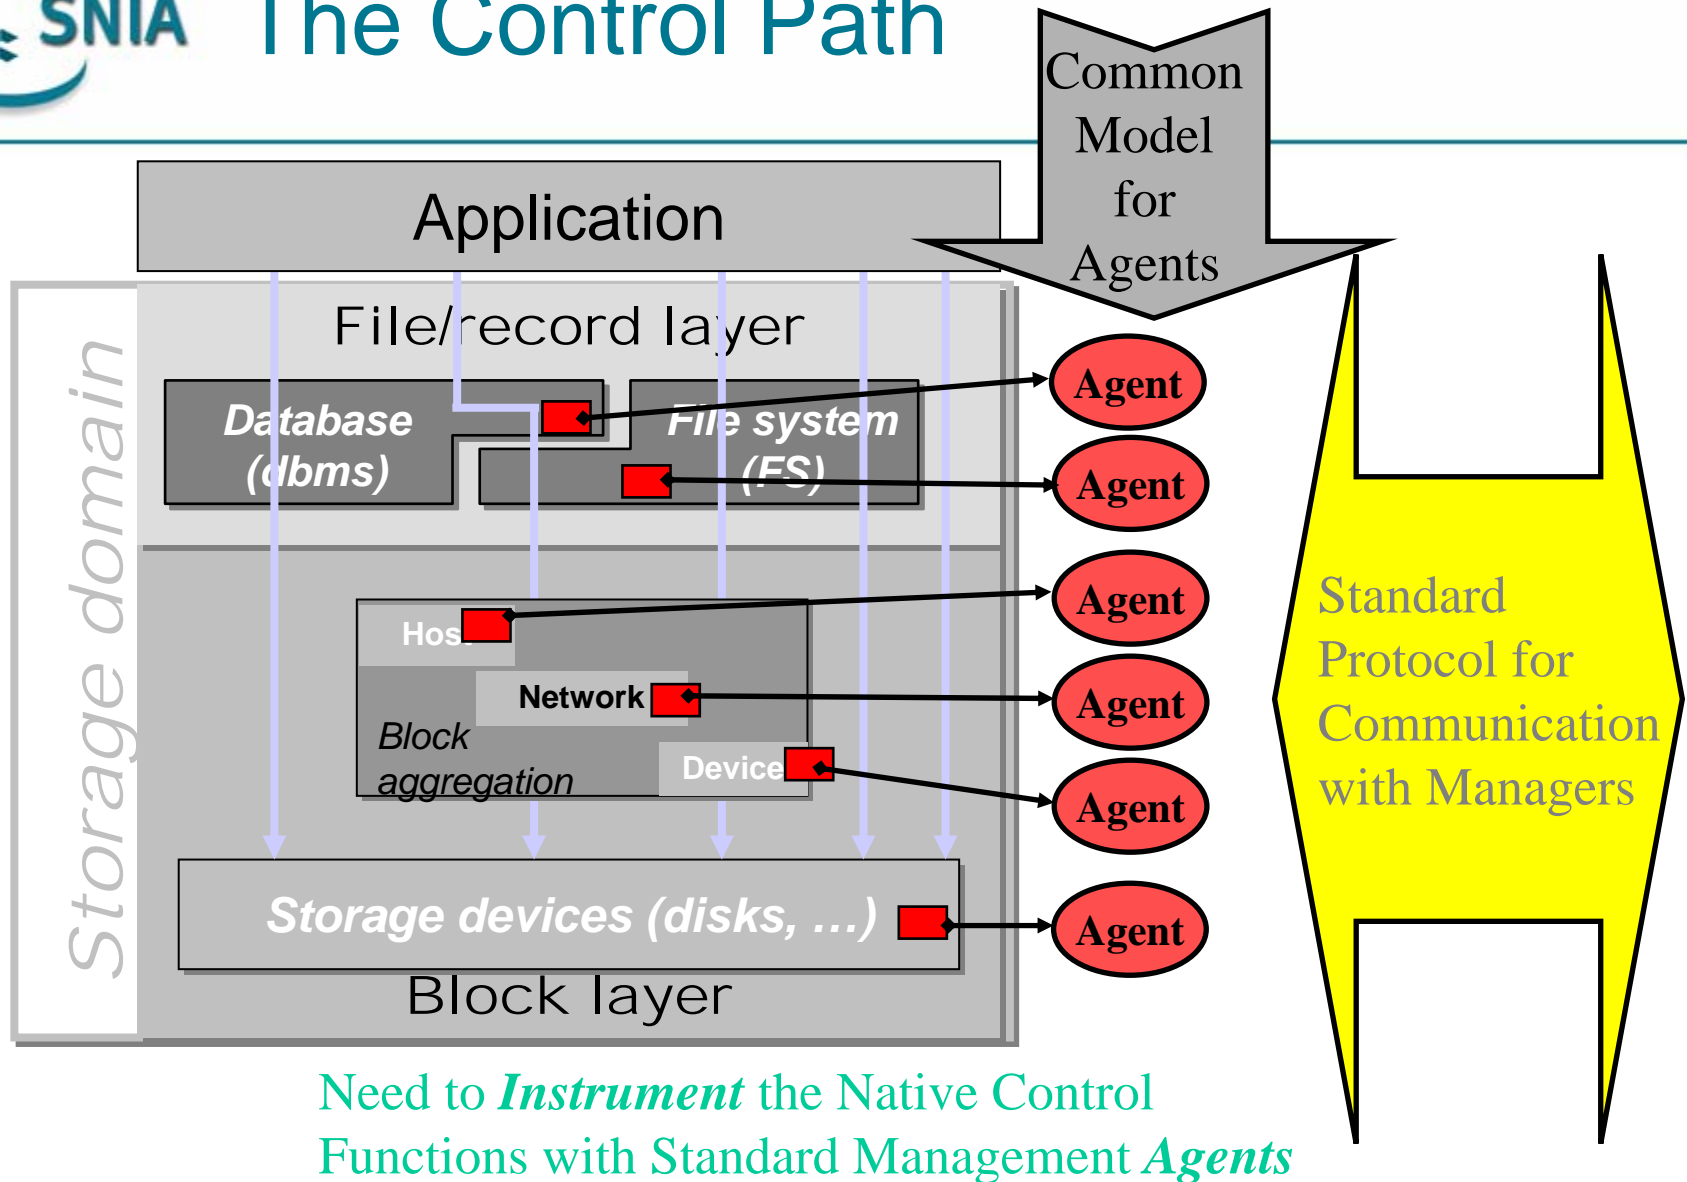 SNIA
The Control Path
Common
Model
for
Agents
Application
File/record layer
Storage domain
Database
(dbms)
File system
(FS)
Agent
Agent
Host
Agent
Network
Agent
Block
aggregation
Device
Agent
Storage devices (disks, …)
Agent
Block layer
Standard
Protocol for
Communication
with Managers
Need to Instrument the Native Control
Functions with Standard Management Agents